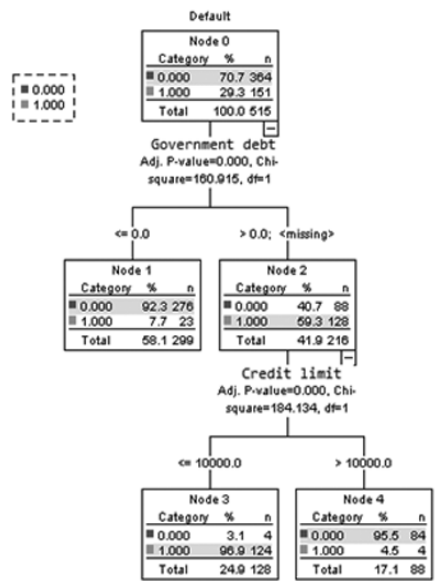 Default
0.000
1.000
Node 0
Category % n
0.000 70.7 364
1.000 29.3 151
Total 100.0 515
Government debt
Adj. P-value=0.000, Chi-
square=160.915, df=1
<= 0.0
> 0.0; <missing>
Node 1
Category % n
0.000 92.3 276
1.000 7.7 23
Total 58.1 299
Node 2
Category % n
0.000 40.7 88
1.000 59.3 128
Total 41.9 216
Credit limit
Adj. P-value=0.000, Chi-
square=184.134, df=1
<= 10000.0
> 10000.0
Node 3
Category % n
0.000 3.1 4
1.000 96.9 124
Total 24.9 128
Node 4
Category % n
0.000 95.5 84
1.000 4.5 4
Total 17.1 88